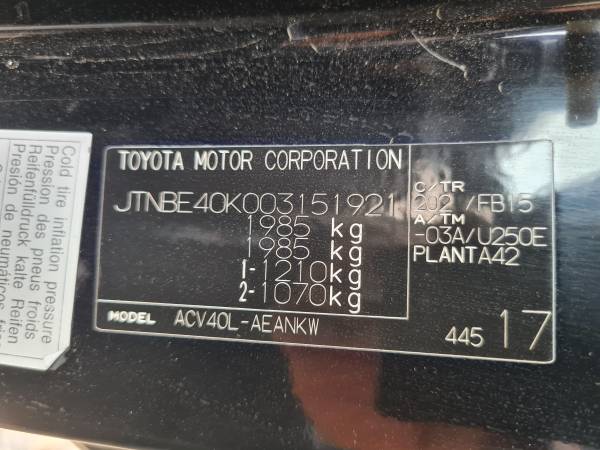 TOYOTA MOTOR CORPORATION
JTNBE40K003151921
1985 kg
1985 kg
1-1210kg
2-1070kg
MODEL ACV40L-AEANKW
C/TR
202 /FB15
A/TM
-03A/U250E
PLANTA42
445 17
Cold tire inflation pressure
Pression des pneus froids
Reifenfülldruck kalte Reifen
Presión de neumáticos